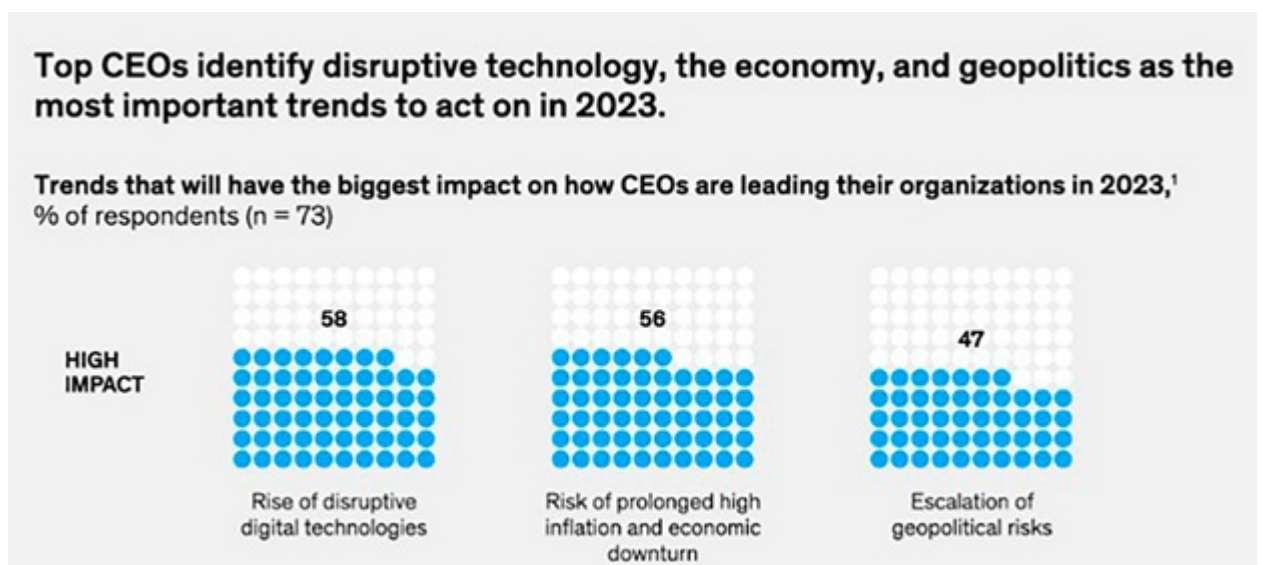 Top CEOs identify disruptive technology, the economy, and geopolitics as the
most important trends to act on in 2023.
Trends that will have the biggest impact on how CEOs are leading their organizations in 2023,¹
% of respondents (n = 73)
HIGH
IMPACT
58
Rise of disruptive
digital technologies
56
Risk of prolonged high
inflation and economic
downturn
47
Escalation of
geopolitical risks